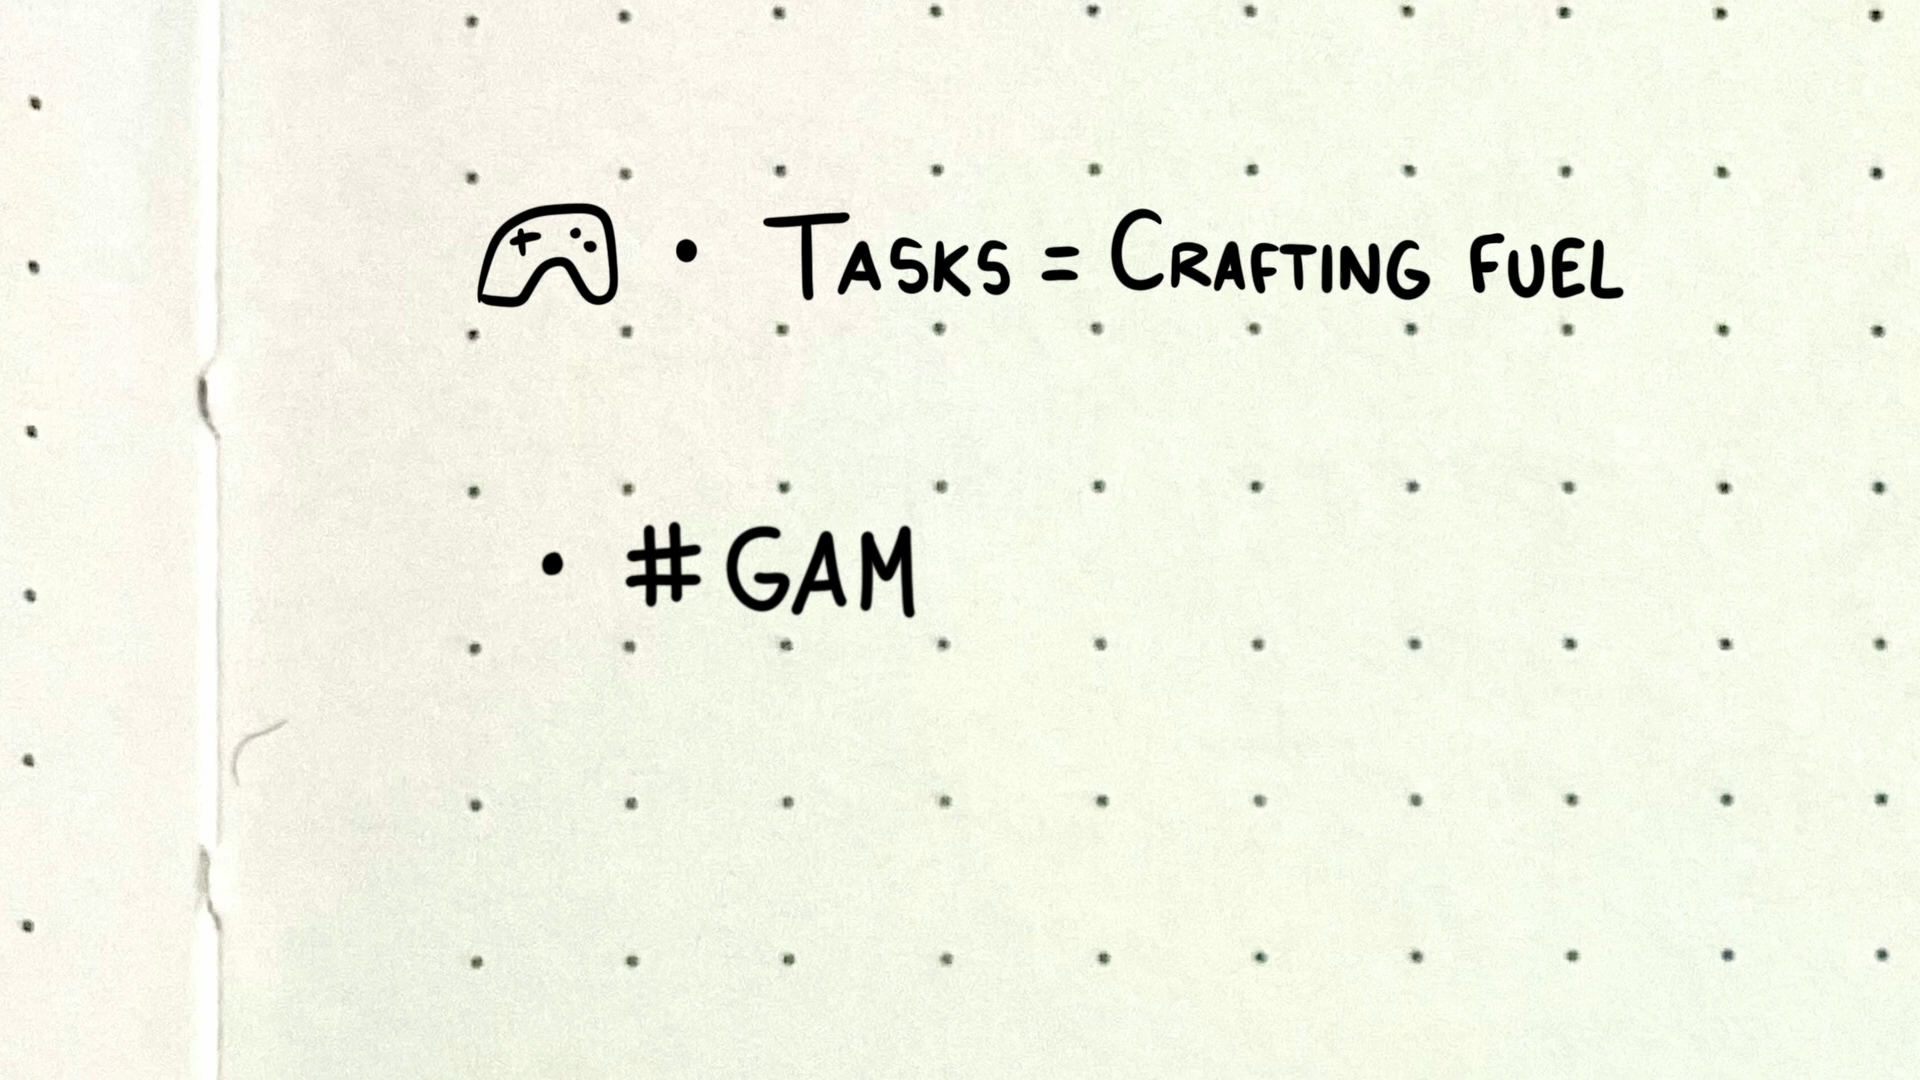 • Tasks = Crafting fuel
• #GAM